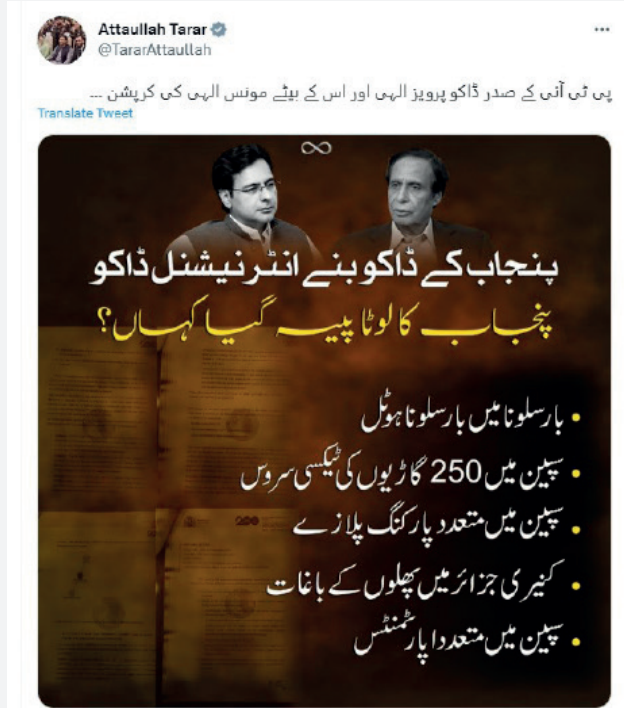 Attaullah Tarar
@TararAttaullah
پی ٹی آئی کے صدر ڈاکو پرویز الہی اور اس کے بیٹے مونس الہی کی کرپشن ...
Translate Tweet
پنجاب کے ڈاکو بنے انٹرنیشنل ڈاکو
پنجاب کا لوٹا پیسہ گیا کہاں؟
• بارسلونا میں بارسلونا ہوٹل
• سپین میں 250 گاڑیوں کی ٹیکسی سروس
• سپین میں متعدد پارکنگ پلازے
• کنیری جزائر میں پھلوں کے باغات
• سپین میں متعدد اپارٹمنٹس